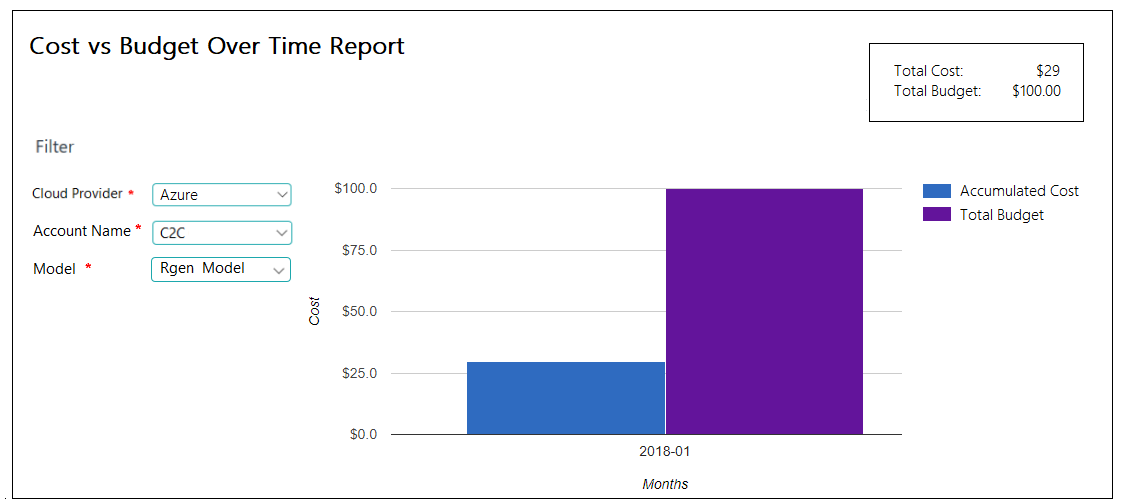 Cost vs Budget Over Time Report
Total Cost: $29
Total Budget: $100.00
Filter
Cloud Provider * Azure
Account Name * C2C
Model * Rgen Model
$100.0
$75.0
$50.0
$25.0
$0.0
Cost
2018-01
Months
Accumulated Cost
Total Budget